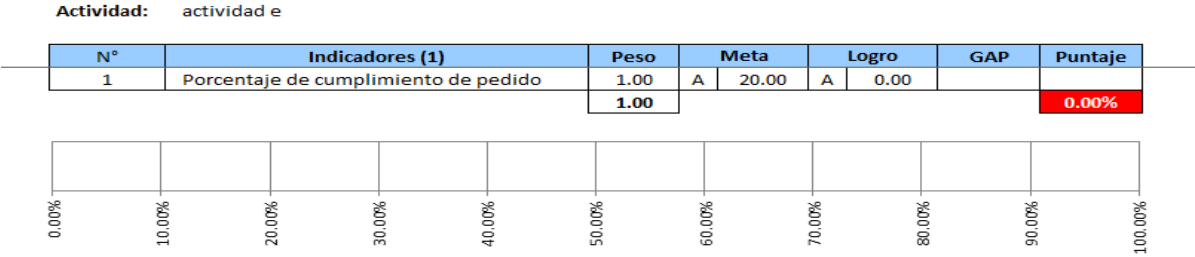 Actividad: actividad e
N° Indicadores (1) Peso Meta Logro GAP Puntaje
1 Porcentaje de cumplimiento de pedido 1.00 A 20.00 A 0.00
1.00 0.00%
0.00% 10.00% 20.00% 30.00% 40.00% 50.00% 60.00% 70.00% 80.00% 90.00% 100.00%